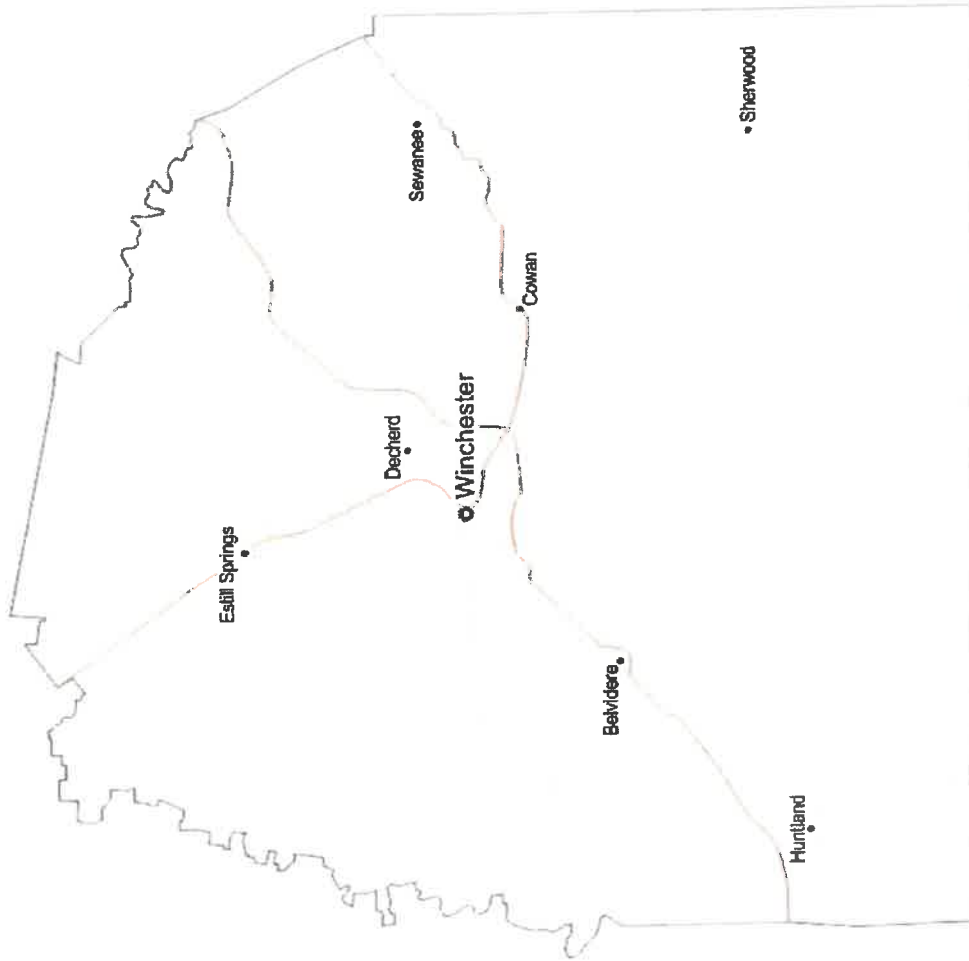 Estill Springs
Decherd
Winchester
Sewanee
Cowan
Sherwood
Belvidere
Huntland